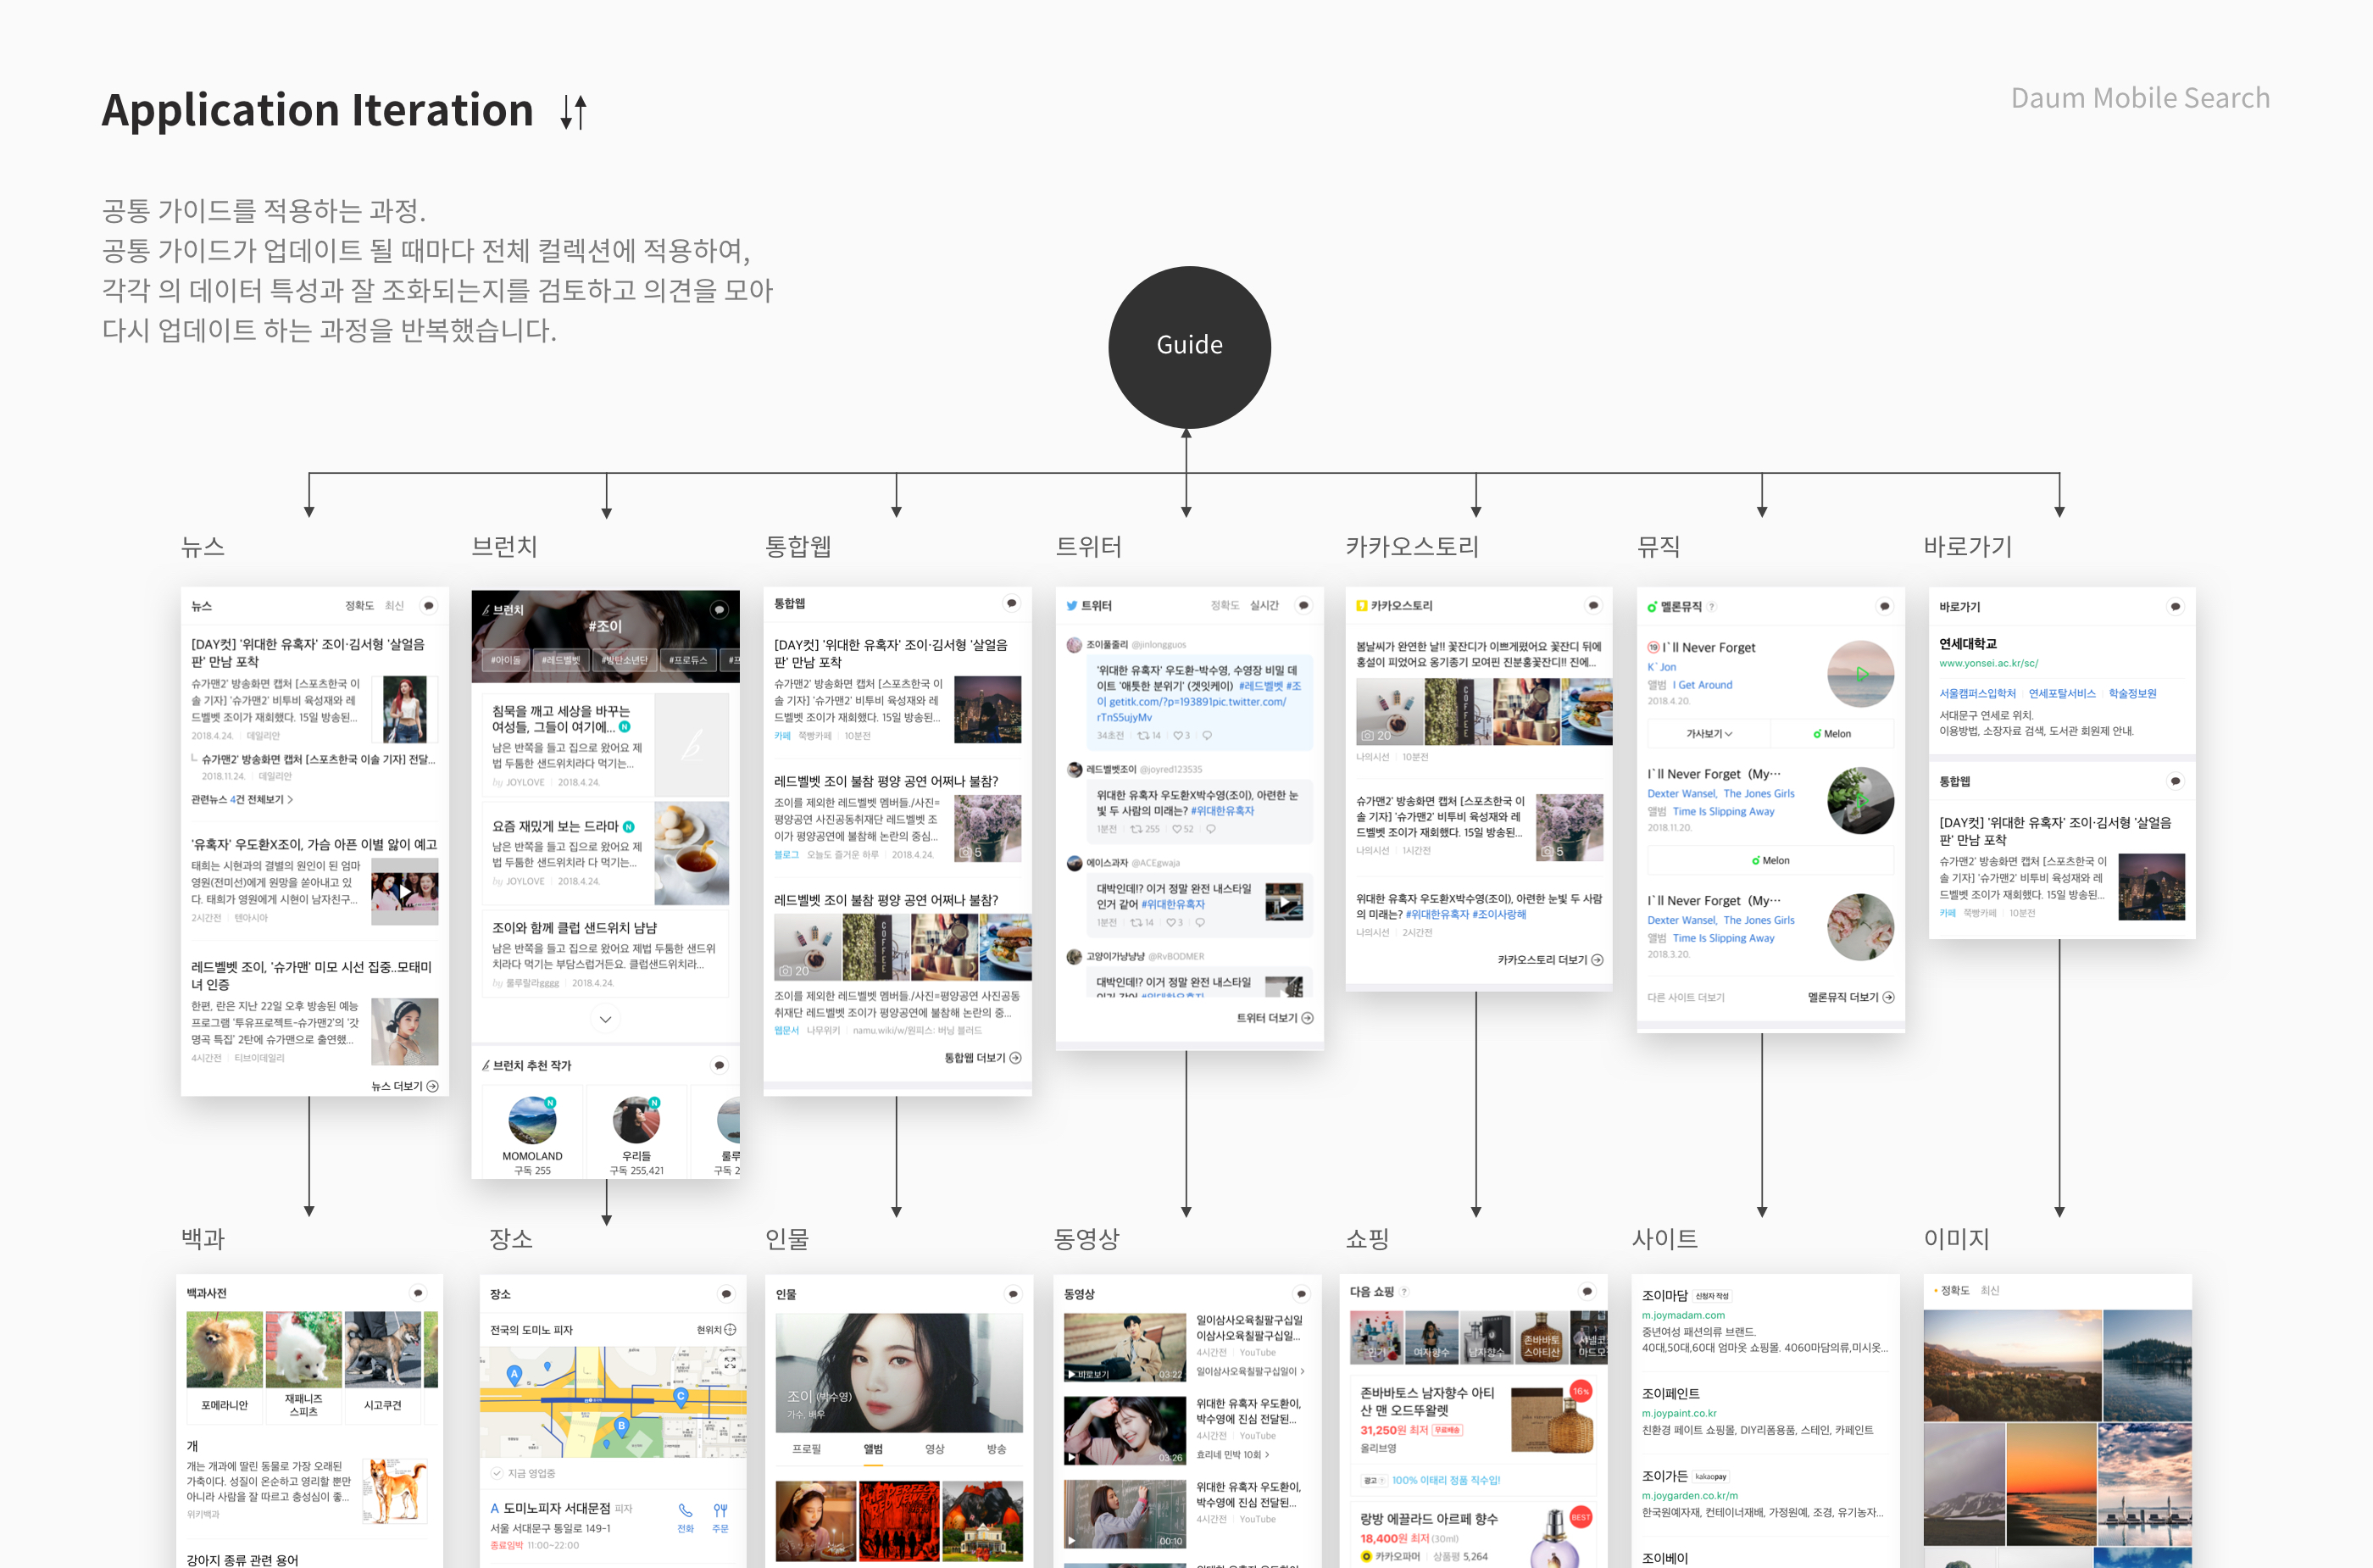 Application Iteration
Daum Mobile Search
공통 가이드를 적용하는 과정.
공통 가이드가 업데이트 될 때마다 전체 컬렉션에 적용하여,
각각 의 데이터 특성과 잘 조화되는지를 검토하고 의견을 모아
다시 업데이트 하는 과정을 반복했습니다.
Guide
뉴스
브런치
통합웹
트위터
카카오스토리
뮤직
바로가기
뉴스
정확도 최신
[DAY컷] '위대한 유혹자' 조이·김서형 '살얼음
판' 만남 포착
슈가맨2' 방송화면 캡처 [스포츠한국 이
솔 기자] '슈가맨2' 비투비 육성재와 레
드벨벳 조이가 재회했다. 15일 방송된...
2018.4.24. 데일리안
슈가맨2' 방송화면 캡처 [스포츠한국 이솔 기자] 전달...
2018.11.24. 데일리안
관련뉴스 4건 전체보기
'유혹자' 우도환X조이, 가슴 아픈 이별 앓이 예고
태희는 시현과의 결별의 원인이 된 엄마
영원(전미선)에게 원망을 쏟아내고 있
다. 태희가 영원에게 시현이 남자친구...
2시간전 텐아시아
레드벨벳 조이, '슈가맨' 미모 시선 집중..모태미
녀 인증
한편, 란은 지난 22일 오후 방송된 예능
프로그램 '투유프로젝트-슈가맨2'의 '갓
명곡 특집' 2탄에 슈가맨으로 출연했...
4시간전 티브이데일리
뉴스 더보기
브런치
#조이
#아이돌 #레드벨벳 #방탄소년단 #프로듀스
침묵을 깨고 세상을 바꾸는
여성들, 그들이 여기에... N
남은 반쪽을 들고 집으로 왔어요 제
법 두툼한 샌드위치라다 먹기는...
by JOYLOVE 2018.4.24.
요즘 재밌게 보는 드라마 N
남은 반쪽을 들고 집으로 왔어요 제
법 두툼한 샌드위치라 다 먹기는...
by JOYLOVE 2018.4.24.
조이와 함께 클럽 샌드위치 냠냠
남은 반쪽을 들고 집으로 왔어요 제법 두툼한 샌드위
치라다 먹기는 부담스럽거든요. 클럽샌드위치라...
by 룰루랄라gggg 2018.4.24.
브런치 추천 작가
N
N
MOMOLAND
구독 255
우리들
구독 255,421
룰루
구독 2
통합웹
[DAY컷] '위대한 유혹자' 조이·김서형 '살얼음
판' 만남 포착
슈가맨2' 방송화면 캡처 [스포츠한국 이
솔 기자] '슈가맨2' 비투비 육성재와 레
드벨벳 조이가 재회했다. 15일 방송된...
카페 쭉빵카페 10분전
레드벨벳 조이 불참 평양 공연 어쩌나 불참?
조이를 제외한 레드벨벳 멤버들./사진=
평양공연 사진공동취재단 레드벨벳 조
이가 평양공연에 불참해 논란의 중심...
5
블로그 오늘도 즐거운 하루 2018.4.24.
레드벨벳 조이 불참 평양 공연 어쩌나 불참?
COFFEE
20
조이를 제외한 레드벨벳 멤버들./사진=평양공연 사진공동
취재단 레드벨벳 조이가 평양공연에 불참해 논란의 중...
웹문서 나무위키 namu.wiki/w/원피스: 버닝 블러드
통합웹 더보기
트위터
정확도 실시간
조이풀줄리 @jinlongguos
'위대한 유혹자' 우도환-박수영, 수영장 비밀 데
이트 '애틋한 분위기' (겟잇케이) #레드벨벳 #조
이 getitk.com/?p=193891pic.twitter.com/
rTnS5ujyMv
34초전 14 3
레드벨벳조이 @joyred123535
위대한 유혹자 우도환X박수영(조이), 아련한 눈
빛 두 사람의 미래는? #위대한유혹자
1분전 255 52
에이스과자 @ACEgwaja
대박인데!? 이거 정말 완전 내스타일
인거 같어 #위대한유혹자
1분전 14 3
고양이가냥냥냥 @RvBODMER
대박인데!? 이거 정말 완전 내스타일
인거 같어 #위대한유혹자
트위터 더보기
카카오스토리
봄날씨가 완연한 날!! 꽃잔디가 이쁘게폈어요 꽃잔디 뒤에
홍설이 피었어요 옹기종기 모여핀 진분홍꽃잔디!! 진에...
COFFEE
20
나의시선 10분전
슈가맨2' 방송화면 캡처 [스포츠한국 이
솔 기자] '슈가맨2' 비투비 육성재와 레
드벨벳 조이가 재회했다. 15일 방송된...
5
나의시선 1시간전
위대한 유혹자 우도환X박수영(조이), 아련한 눈빛 두 사람
의 미래는? #위대한유혹자 #조이사랑해
나의시선 2시간전
카카오스토리 더보기
멜론뮤직 ?
19 I`ll Never Forget
K`Jon
앨범 I Get Around
2018.4.20.
가사보기
Melon
I`ll Never Forget (My···
Dexter Wansel, The Jones Girls
앨범 Time Is Slipping Away
2018.11.20.
Melon
I`ll Never Forget (My···
Dexter Wansel, The Jones Girls
앨범 Time Is Slipping Away
2018.3.20.
다른 사이트 더보기
멜론뮤직 더보기
바로가기
연세대학교
www.yonsei.ac.kr/sc/
서울캠퍼스입학처 연세포탈서비스 학술정보원
서대문구 연세로 위치.
이용방법, 소장자료 검색, 도서관 회원제 안내.
통합웹
[DAY컷] '위대한 유혹자' 조이·김서형 '살얼음
판' 만남 포착
슈가맨2' 방송화면 캡처 [스포츠한국 이
솔 기자] '슈가맨2' 비투비 육성재와 레
드벨벳 조이가 재회했다. 15일 방송된...
카페 쭉빵카페 10분전
백과
장소
인물
동영상
쇼핑
사이트
이미지
백과사전
포메라니안
재패니즈
스피츠
시고쿠견
개
개는 개과에 딸린 동물로 가장 오래된
가축이다. 성질이 온순하고 영리할 뿐만
아니라 사람을 잘 따르고 충성심이 좋...
위키백과
강아지 종류 관련 용어
장소
전국의 도미노 피자
현위치
A
B
C
지금 영업중
A 도미노피자 서대문점 피자
서울 서대문구 통일로 149-1
종료임박 11:00~22:00
전화
주문
인물
조이 (박수영)
가수, 배우
프로필 앨범 영상 방송
동영상
바로보기 03:22
일이삼사오육칠팔구십일
이삼사오육칠팔구십일...
4시간전 YouTube
일이삼사오육칠팔구십일이
03:26
위대한 유혹자 우도환이,
박수영에 진심 전달된...
4시간전 YouTube
효리네 민박 10회
00:10
위대한 유혹자 우도환이,
박수영에 진심 전달된...
4시간전 YouTube
다음 쇼핑 ?
인기
여자향수
남자향수
존바바토
스아티산
샤넬코
마드모
존바바토스 남자향수 아티
산 맨 오드뚜왈렛
31,250원 최저 무료배송
올리브영
16%
광고 ? 100% 이태리 정품 직수입!
랑방 에끌라드 아르페 향수
18,400원 최저 (30ml)
카카오파머 상품평 5,264
BEST
조이마담 신청자 작성
m.joymadam.com
중년여성 패션의류 브랜드.
40대,50대,60대 엄마옷 쇼핑몰. 4060마담의류,미시옷...
조이페인트
m.joypaint.co.kr
친환경 페이트 쇼핑몰, DIY리폼용품, 스테인, 카페인트
조이가든 kakaopay
m.joygarden.co.kr/m
한국원예자재, 컨테이너재배, 가정원예, 조경, 유기농자...
조이베이
정확도 최신